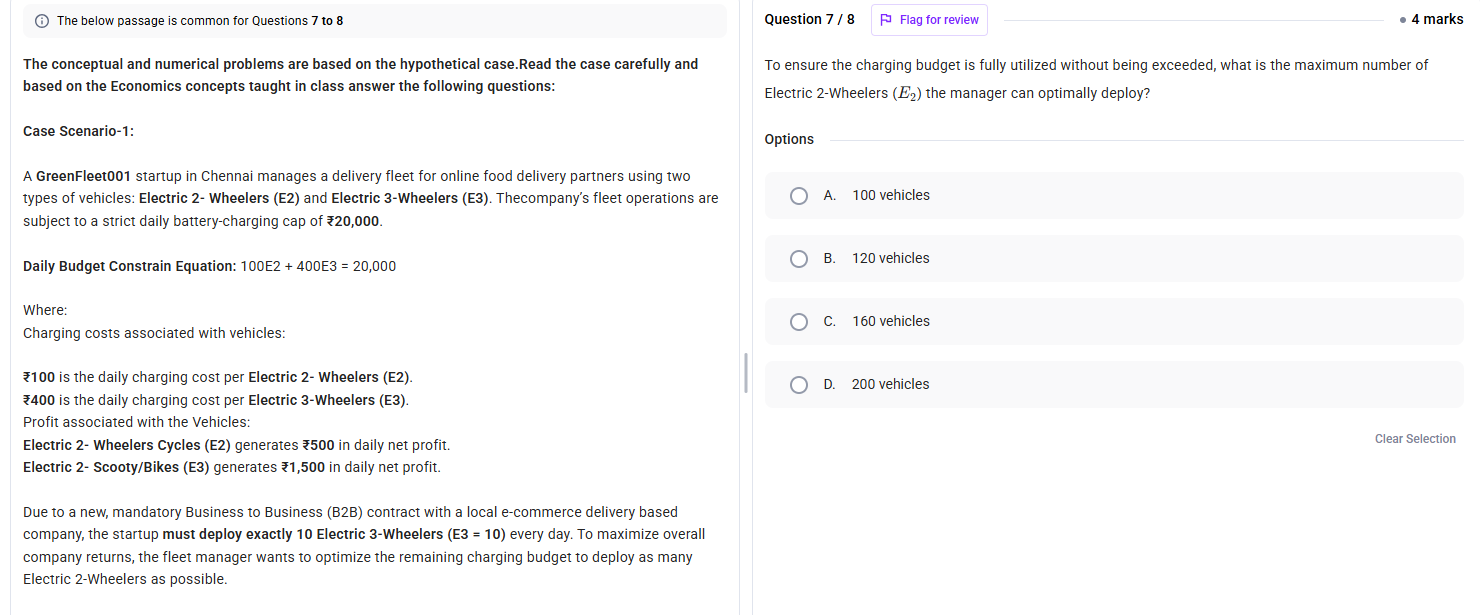 The below passage is common for Questions 7 to 8
The conceptual and numerical problems are based on the hypothetical case.Read the case carefully and
based on the Economics concepts taught in class answer the following questions:
Case Scenario-1:
A GreenFleet001 startup in Chennai manages a delivery fleet for online food delivery partners using two
types of vehicles: Electric 2- Wheelers (E2) and Electric 3-Wheelers (E3). Thecompany's fleet operations are
subject to a strict daily battery-charging cap of ₹20,000.
Daily Budget Constrain Equation: 100E2 + 400E3 = 20,000
Where:
Charging costs associated with vehicles:
₹100 is the daily charging cost per Electric 2- Wheelers (E2).
₹400 is the daily charging cost per Electric 3-Wheelers (E3).
Profit associated with the Vehicles:
Electric 2- Wheelers Cycles (E2) generates ₹500 in daily net profit.
Electric 2- Scooty/Bikes (E3) generates ₹1,500 in daily net profit.
Due to a new, mandatory Business to Business (B2B) contract with a local e-commerce delivery based
company, the startup must deploy exactly 10 Electric 3-Wheelers (E3 = 10) every day. To maximize overall
company returns, the fleet manager wants to optimize the remaining charging budget to deploy as many
Electric 2-Wheelers as possible.
Question 7 / 8
Flag for review
4 marks
To ensure the charging budget is fully utilized without being exceeded, what is the maximum number of
Electric 2-Wheelers (E₂) the manager can optimally deploy?
Options
A. 100 vehicles
B. 120 vehicles
C. 160 vehicles
D. 200 vehicles
Clear Selection